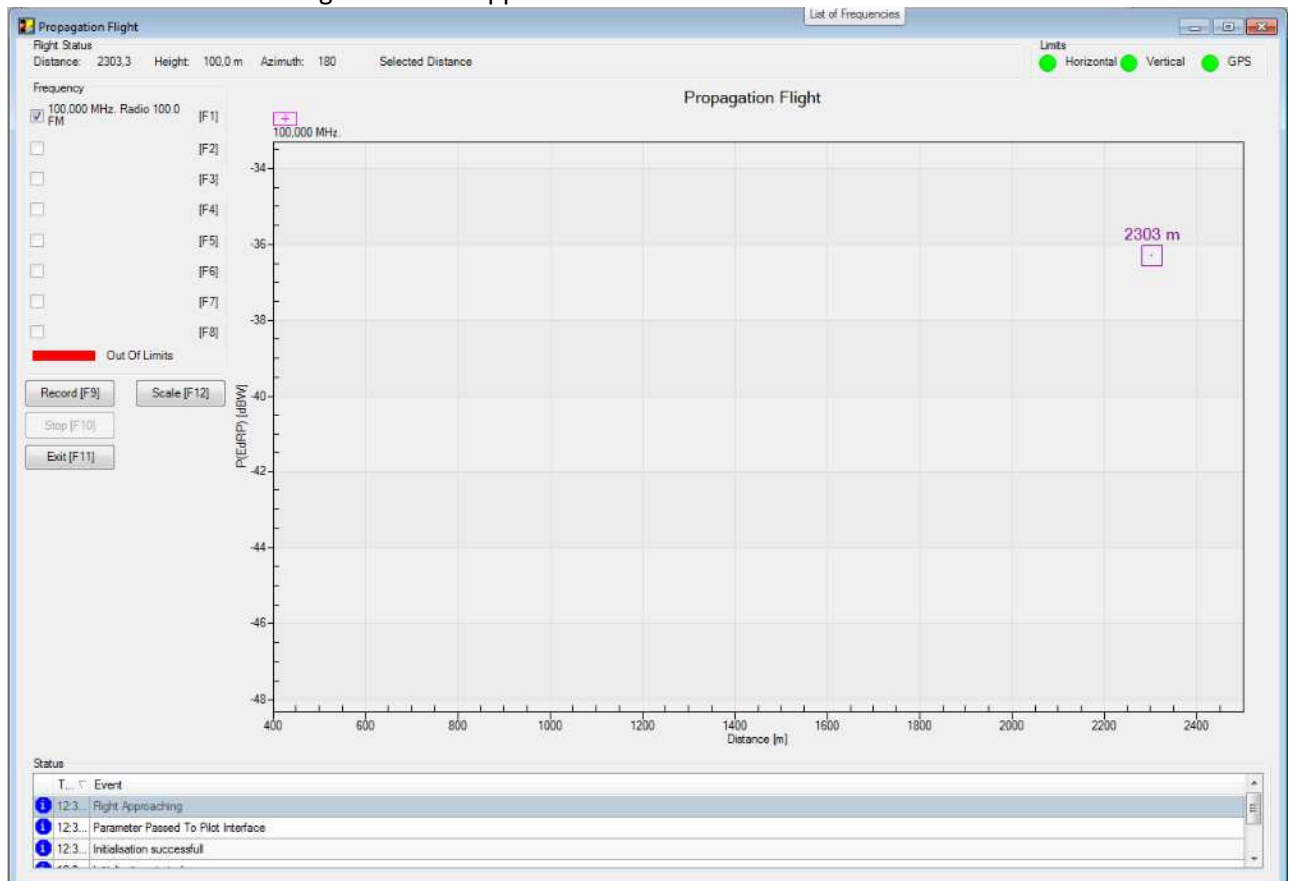 List of Frequencies
Propagation Flight
Flight Status
Distance: 2303,3 Height: 100,0 m Azimuth: 180 Selected Distance
Limits
Horizontal Vertical GPS
Frequency
100,000 MHz. Radio 100.0 FM [F1]
[F2]
[F3]
[F4]
[F5]
[F6]
[F7]
[F8]
Out Of Limits
Record [F9] Scale [F12]
Stop [F10]
Exit [F11]
Propagation Flight
100,000 MHz.
2303 m
-34
-36
-38
-40
-42
-44
-46
-48
P(EdRP) [dBW]
400 600 800 1000 1200 1400 1600 1800 2000 2200 2400
Distance [m]
Status
T... Event
12:3... Flight Approaching
12:3... Parameter Passed To Pilot Interface
12:3... Initialisation successful